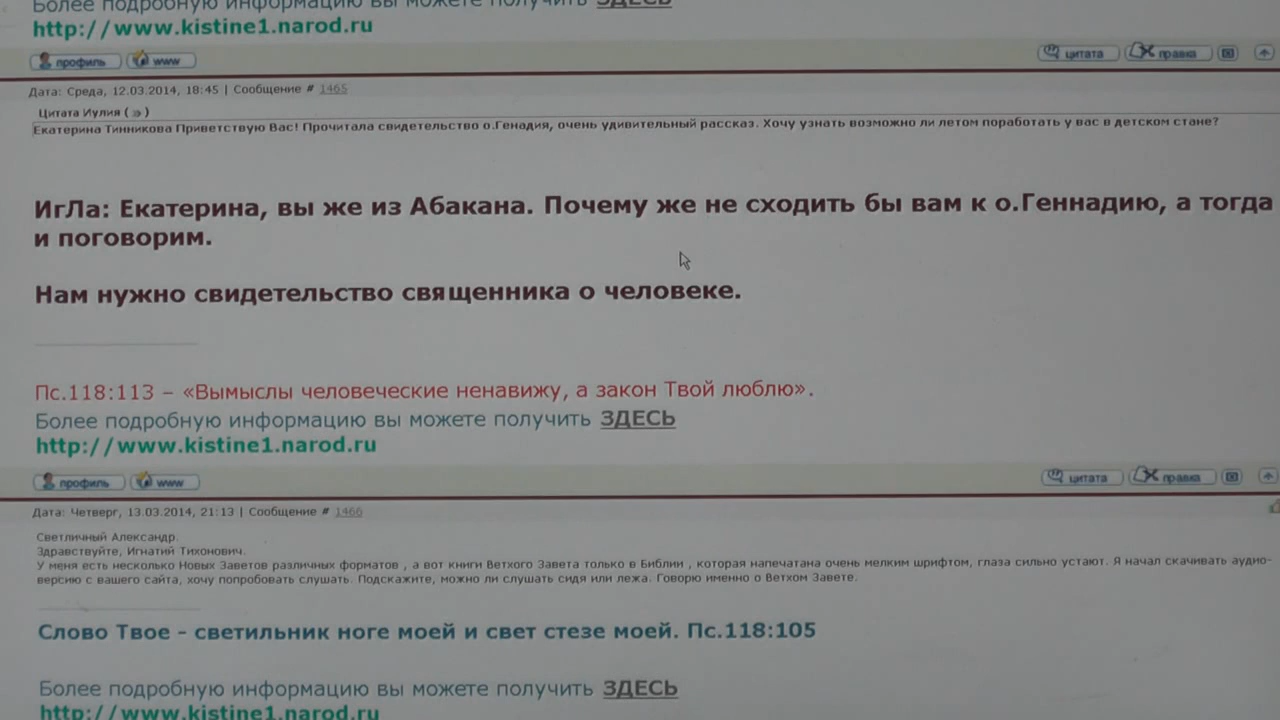 Более подробную информацию вы можете получить ЗДЕСЬ
http://www.kistine1.narod.ru
профиль www цитата правка
Дата: Среда, 12.03.2014, 18:45 | Сообщение # 1465
Цитата Иулия ( )
Екатерина Тинникова Приветствую Вас! Прочитала свидетельство о.Генадия, очень удивительный рассказ. Хочу узнать возможно ли летом поработать у вас в детском стане?
ИгЛа: Екатерина, вы же из Абакана. Почему же не сходить бы вам к о.Геннадию, а тогда
и поговорим.
Нам нужно свидетельство священника о человеке.
Пс.118:113 – «Вымыслы человеческие ненавижу, а закон Твой люблю».
Более подробную информацию вы можете получить ЗДЕСЬ
http://www.kistine1.narod.ru
профиль www цитата правка
Дата: Четверг, 13.03.2014, 21:13 | Сообщение # 1466
Светличный Александр.
Здравствуйте, Игнатий Тихонович.
У меня есть несколько Новых Заветов различных форматов , а вот книги Ветхого Завета только в Библии , которая напечатана очень мелким шрифтом, глаза сильно устают. Я начал скачивать аудио-
версию с вашего сайта, хочу попробовать слушать. Подскажите, можно ли слушать сидя или лежа. Говорю именно о Ветхом Завете.
Слово Твое - светильник ноге моей и свет стезе моей. Пс.118:105
Более подробную информацию вы можете получить ЗДЕСЬ
http://www.kistine1.narod.ru